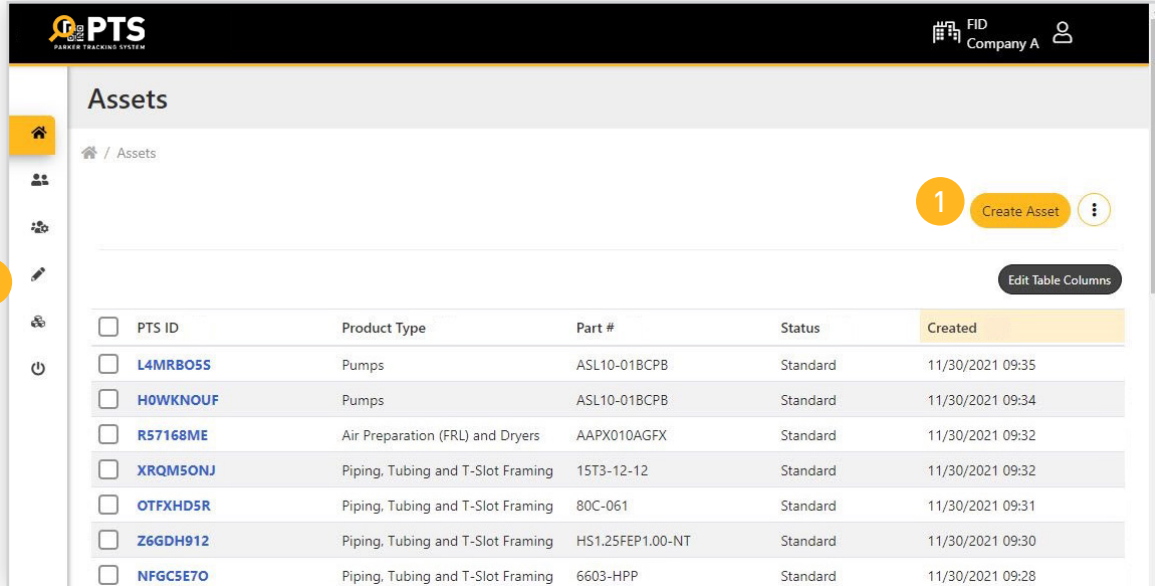 PTS
PARKER TRACKING SYSTEM
FID
Company A
Assets
/ Assets
1
Create Asset
Edit Table Columns
PTS ID Product Type Part # Status Created
L4MRBO5S Pumps ASL10-01BCPB Standard 11/30/2021 09:35
H0WKNOUF Pumps ASL10-01BCPB Standard 11/30/2021 09:34
R57168ME Air Preparation (FRL) and Dryers AAPX010AGFX Standard 11/30/2021 09:32
XRQM5ONJ Piping, Tubing and T-Slot Framing 15T3-12-12 Standard 11/30/2021 09:32
OTFXHD5R Piping, Tubing and T-Slot Framing 80C-061 Standard 11/30/2021 09:31
Z6GDH912 Piping, Tubing and T-Slot Framing HS1.25FEP1.00-NT Standard 11/30/2021 09:30
NFGC5E7O Piping, Tubing and T-Slot Framing 6603-HPP Standard 11/30/2021 09:28